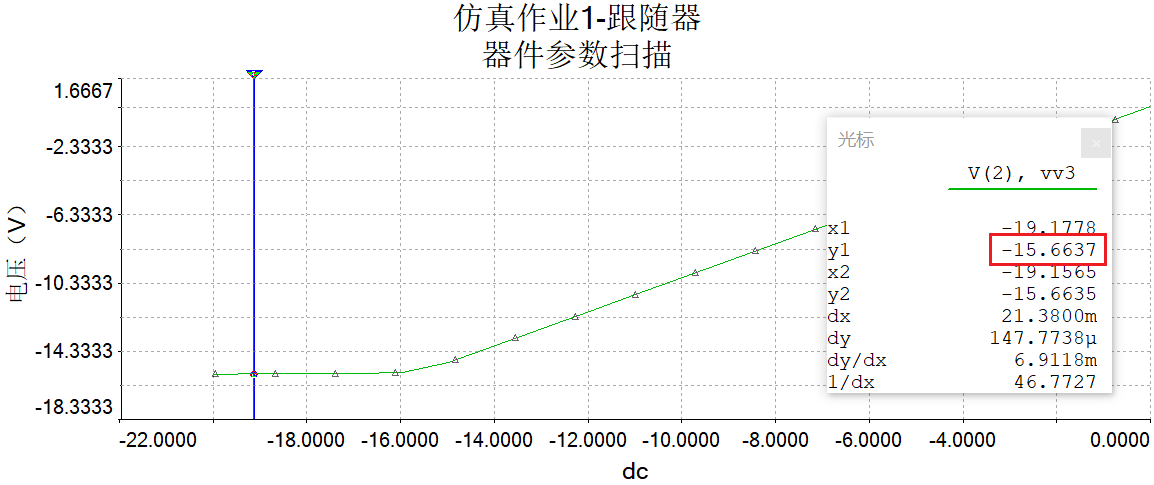 仿真作业1-跟随器
器件参数扫描
1.6667
-2.3333
-6.3333
-10.3333
-14.3333
-18.3333
电压（V）
-22.0000 -18.0000 -16.0000 -14.0000 -12.0000 -10.0000 -8.0000 -6.0000 -4.0000 0.0000
dc
光标
×
V(2), vv3
x1 -19.1778
y1 -15.6637
x2 -19.1565
y2 -15.6635
dx 21.3800m
dy 147.7738µ
dy/dx 6.9118m
1/dx 46.7727